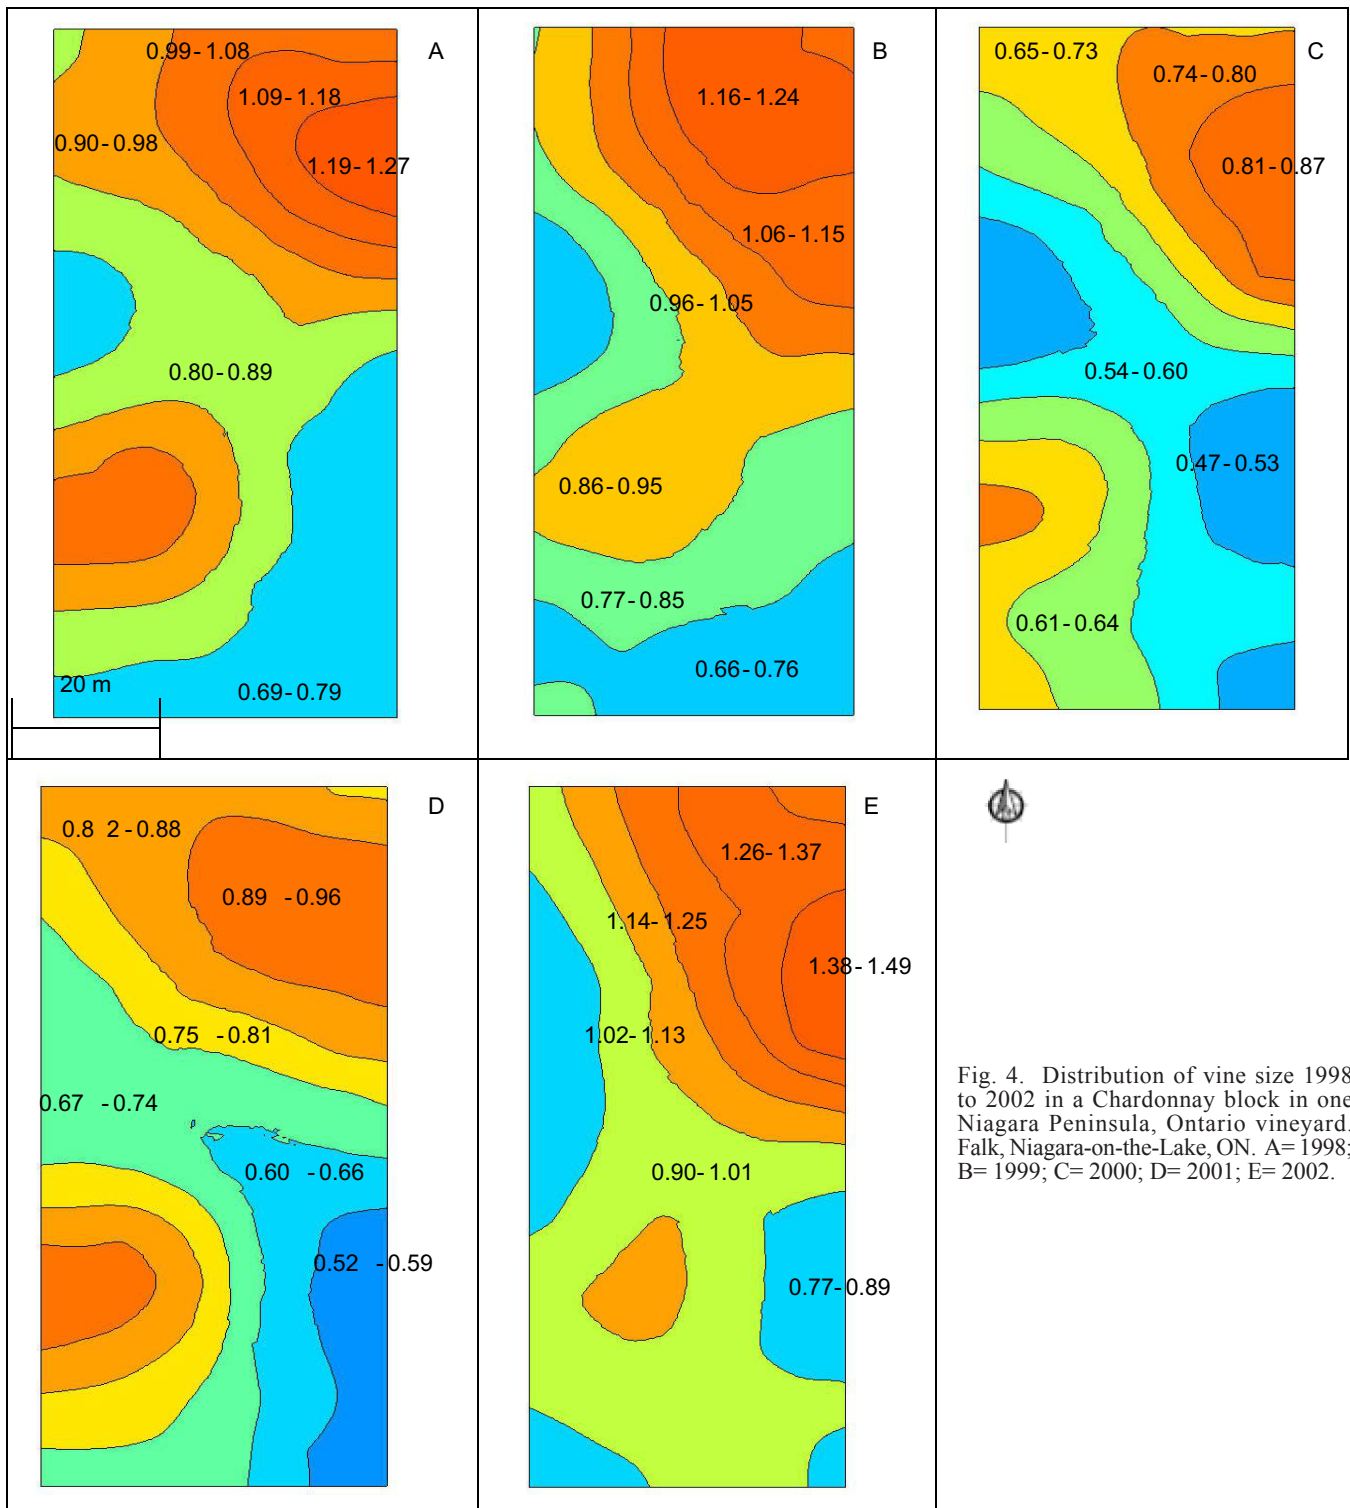 A
0.99-1.08
1.09-1.18
0.90-0.98
1.19-1.27
0.80-0.89
20 m
0.69-0.79
B
1.16-1.24
1.06-1.15
0.96-1.05
0.86-0.95
0.77-0.85
0.66-0.76
C
0.65-0.73
0.74-0.80
0.81-0.87
0.54-0.60
0.47-0.53
0.61-0.64
D
0.8 2-0.88
0.89 -0.96
0.75 -0.81
0.67 -0.74
0.60 -0.66
0.52 -0.59
E
1.26-1.37
1.14-1.25
1.38-1.49
1.02-1.13
0.90-1.01
0.77-0.89
Fig. 4. Distribution of vine size 1998
to 2002 in a Chardonnay block in one
Niagara Peninsula, Ontario vineyard.
Falk, Niagara-on-the-Lake, ON. A= 1998;
B= 1999; C= 2000; D= 2001; E= 2002.